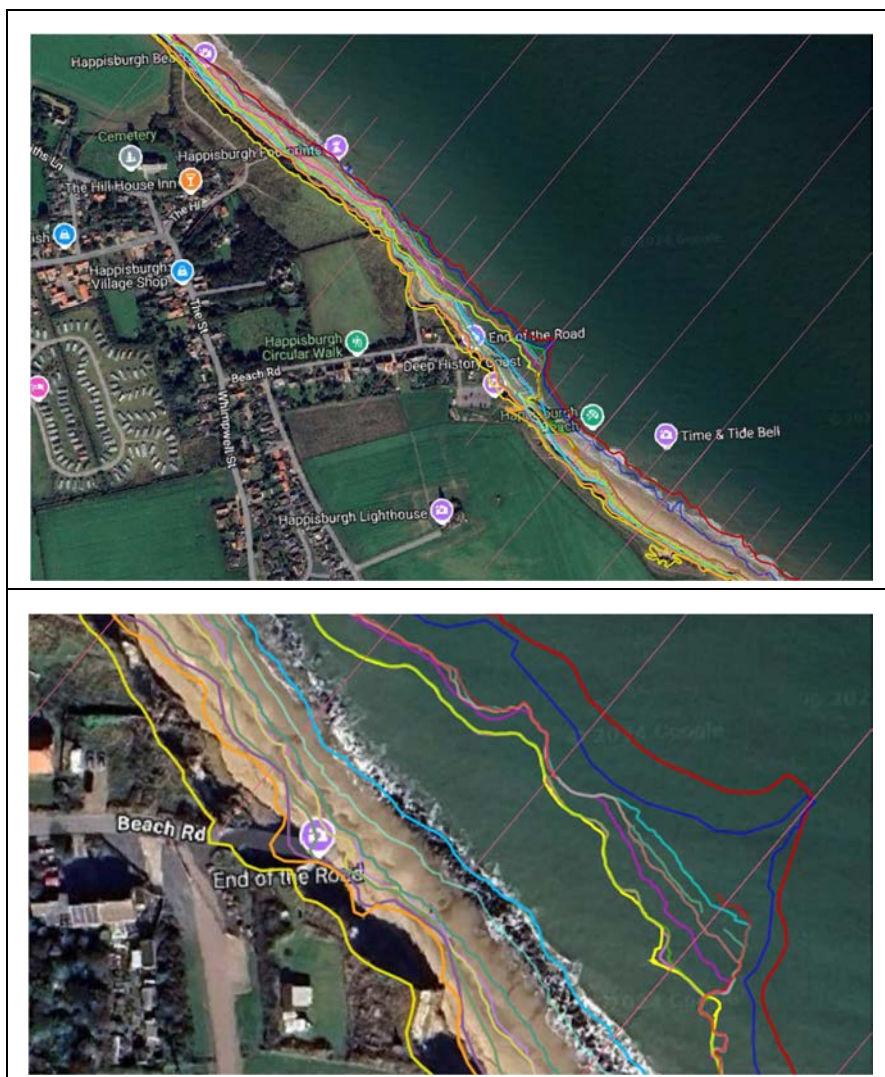 Happisburgh Beach
Cemetery
Happisburgh Footprints
The Hill House Inn
The Hill
Happisburgh
Village Shop
The St
End of the Road
Happisburgh
Circular Walk
Beach Rd
Deep History Coast
Happisburgh
Beach
Time & Tide Bell
Whimpwell St
Happisburgh Lighthouse
Beach Rd
End of the Road